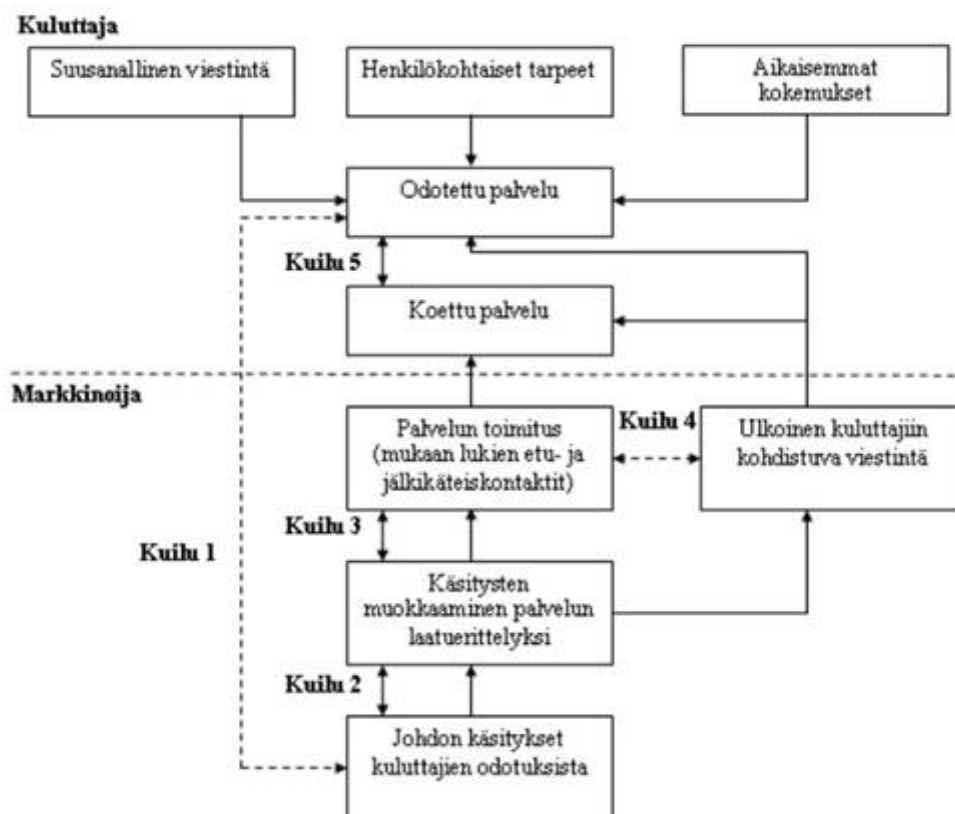 Kuluttaja
Suusanallinen viestintä
Henkilökohtaiset tarpeet
Aikaisemmat
kokemukset
Odotettu palvelu
Kuilu 5
Koettu palvelu
Markkinoija
Palvelun toimitus
(mukaan lukien etu- ja
jälkikäteiskontaktit)
Kuilu 4
Ulkoinen kuluttajiin
kohdistuva viestintä
Kuilu 3
Kuilu 1
Käsitysten
muokkaaminen palvelun
laatuerittelyksi
Kuilu 2
Johdon käsitykset
kuluttajien odotuksista